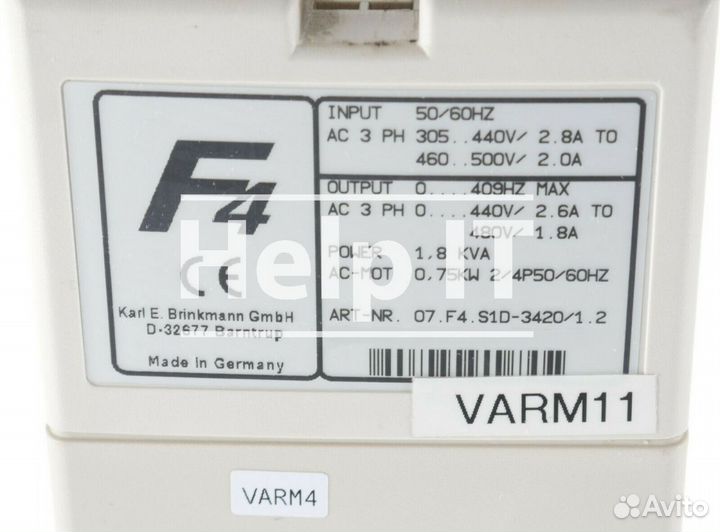 F4
CE
Karl E. Brinkmann GmbH
D-32677 Barntrup
Made in Germany
INPUT 50/60HZ
AC 3 PH 305..440V/ 2.8A TO
460..500V/ 2.0A
OUTPUT 0....409HZ MAX
AC 3 PH 0....440V/ 2.6A TO
480V/ 1.8A
POWER 1,8 KVA
AC-MOT 0,75KW 2/4P50/60HZ
ART-NR. 07.F4.S1D-3420/1.2
Help IT
VARM11
VARM4
Avito